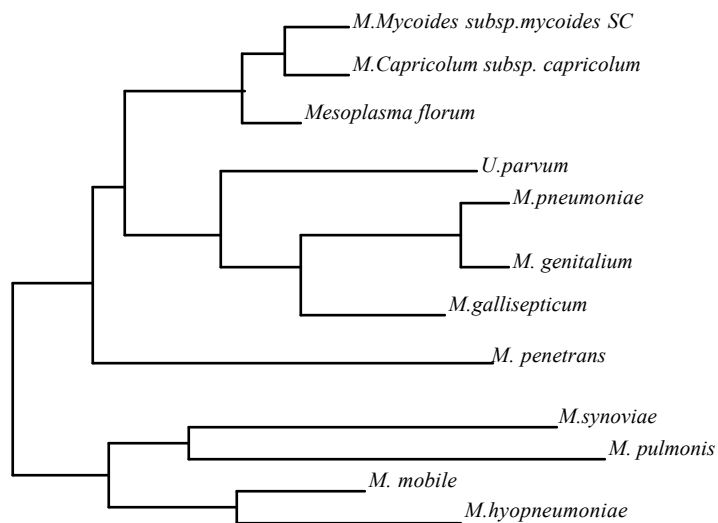 M.Mycoides subsp.mycoides SC
M.Capricolum subsp. capricolum
Mesoplasma florum
U.parvum
M.pneumoniae
M. genitalium
M.gallisepticum
M. penetrans
M.synoviae
M. pulmonis
M. mobile
M.hyopneumoniae